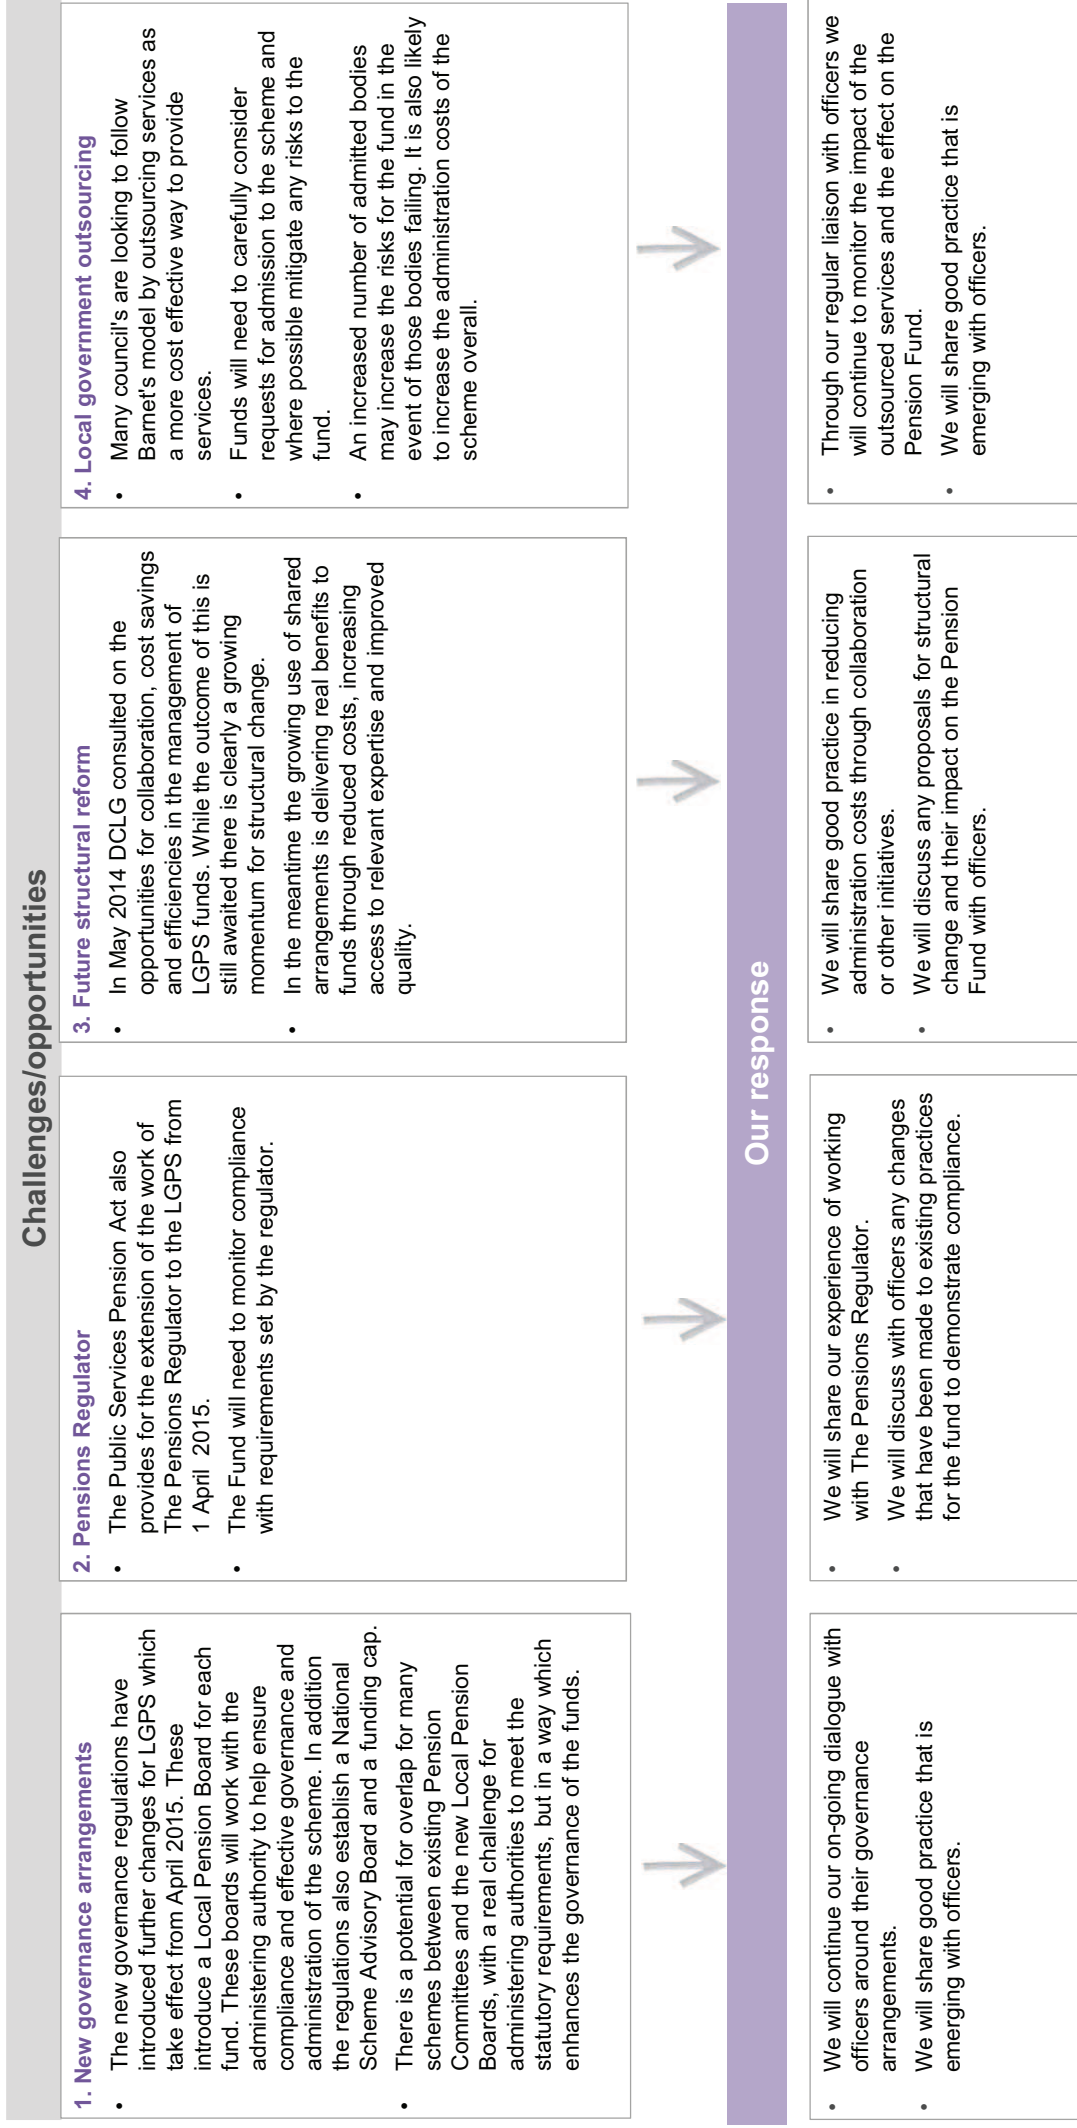 Challenges/opportunities
1. New governance arrangements
• The new governance regulations have
introduced further changes for LGPS which
take effect from April 2015. These
introduce a Local Pension Board for each
fund. These boards will work with the
administering authority to help ensure
compliance and effective governance and
administration of the scheme. In addition
the regulations also establish a National
Scheme Advisory Board and a funding cap.
• There is a potential for overlap for many
schemes between existing Pension
Committees and the new Local Pension
Boards, with a real challenge for
administering authorities to meet the
statutory requirements, but in a way which
enhances the governance of the funds.
2. Pensions Regulator
• The Public Services Pension Act also
provides for the extension of the work of
The Pensions Regulator to the LGPS from
1 April 2015.
• The Fund will need to monitor compliance
with requirements set by the regulator.
3. Future structural reform
• In May 2014 DCLG consulted on the
opportunities for collaboration, cost savings
and efficiencies in the management of
LGPS funds. While the outcome of this is
still awaited there is clearly a growing
momentum for structural change.
• In the meantime the growing use of shared
arrangements is delivering real benefits to
funds through reduced costs, increasing
access to relevant expertise and improved
quality.
4. Local government outsourcing
• Many council's are looking to follow
Barnet's model by outsourcing services as
a more cost effective way to provide
services.
• Funds will need to carefully consider
requests for admission to the scheme and
where possible mitigate any risks to the
fund.
• An increased number of admitted bodies
may increase the risks for the fund in the
event of those bodies failing. It is also likely
to increase the administration costs of the
scheme overall.
Our response
• We will continue our on-going dialogue with
officers around their governance
arrangements.
• We will share good practice that is
emerging with officers.
• We will share our experience of working
with The Pensions Regulator.
• We will discuss with officers any changes
that have been made to existing practices
for the fund to demonstrate compliance.
• We will share good practice in reducing
administration costs through collaboration
or other initiatives.
• We will discuss any proposals for structural
change and their impact on the Pension
Fund with officers.
• Through our regular liaison with officers we
will continue to monitor the impact of the
outsourced services and the effect on the
Pension Fund.
• We will share good practice that is
emerging with officers.